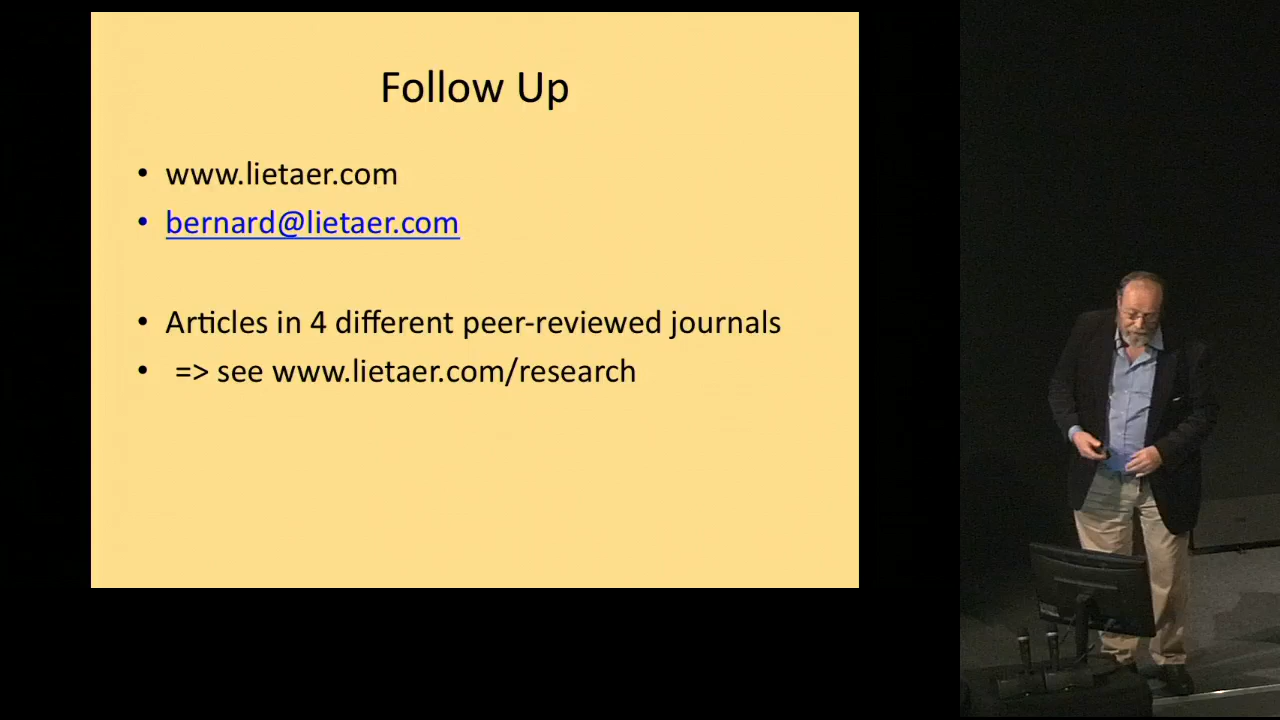 Follow Up
• www.lietaer.com
• bernard@lietaer.com
• Articles in 4 different peer-reviewed journals
• => see www.lietaer.com/research